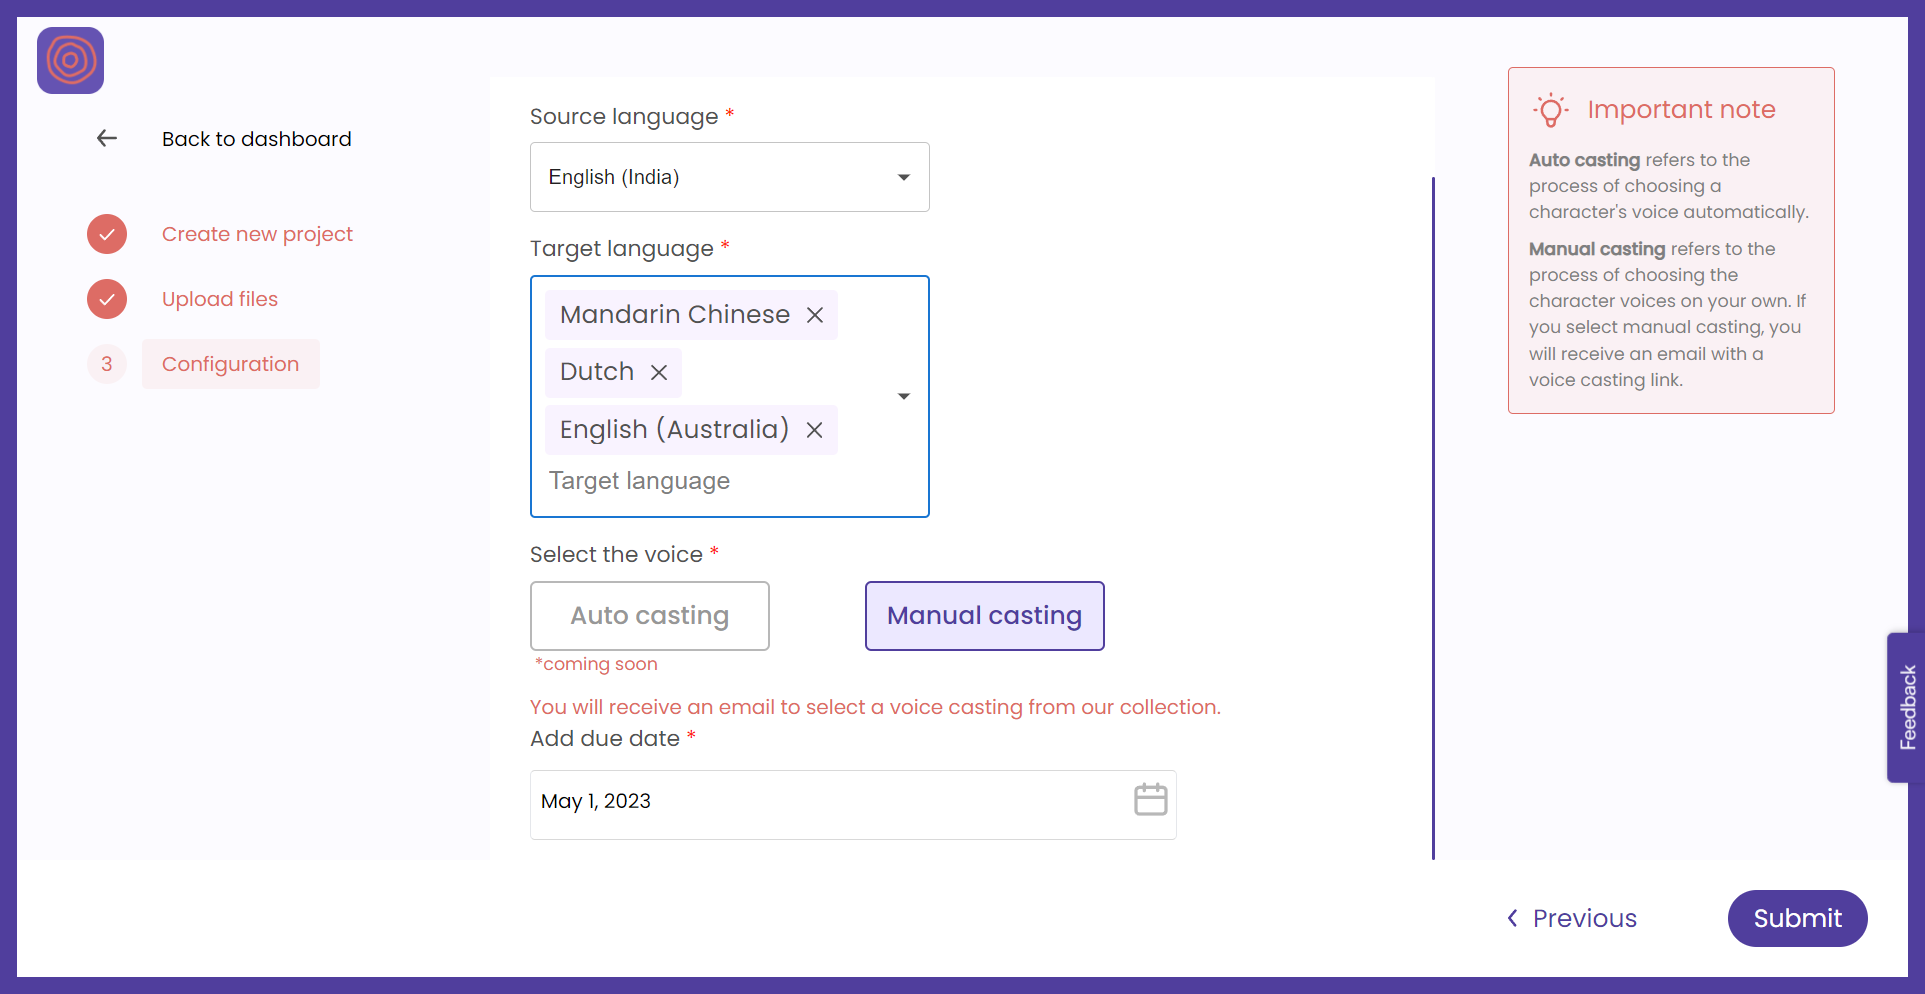 Back to dashboard
Create new project
Upload files
3 Configuration
Source language *
English (India)
Target language *
Mandarin Chinese
Dutch
English (Australia)
Target language
Select the voice *
Auto casting
Manual casting
*coming soon
You will receive an email to select a voice casting from our collection.
Add due date *
May 1, 2023
Important note
Auto casting refers to the
process of choosing a
character's voice automatically.
Manual casting refers to the
process of choosing the
character voices on your own. If
you select manual casting, you
will receive an email with a
voice casting link.
Feedback
Previous
Submit